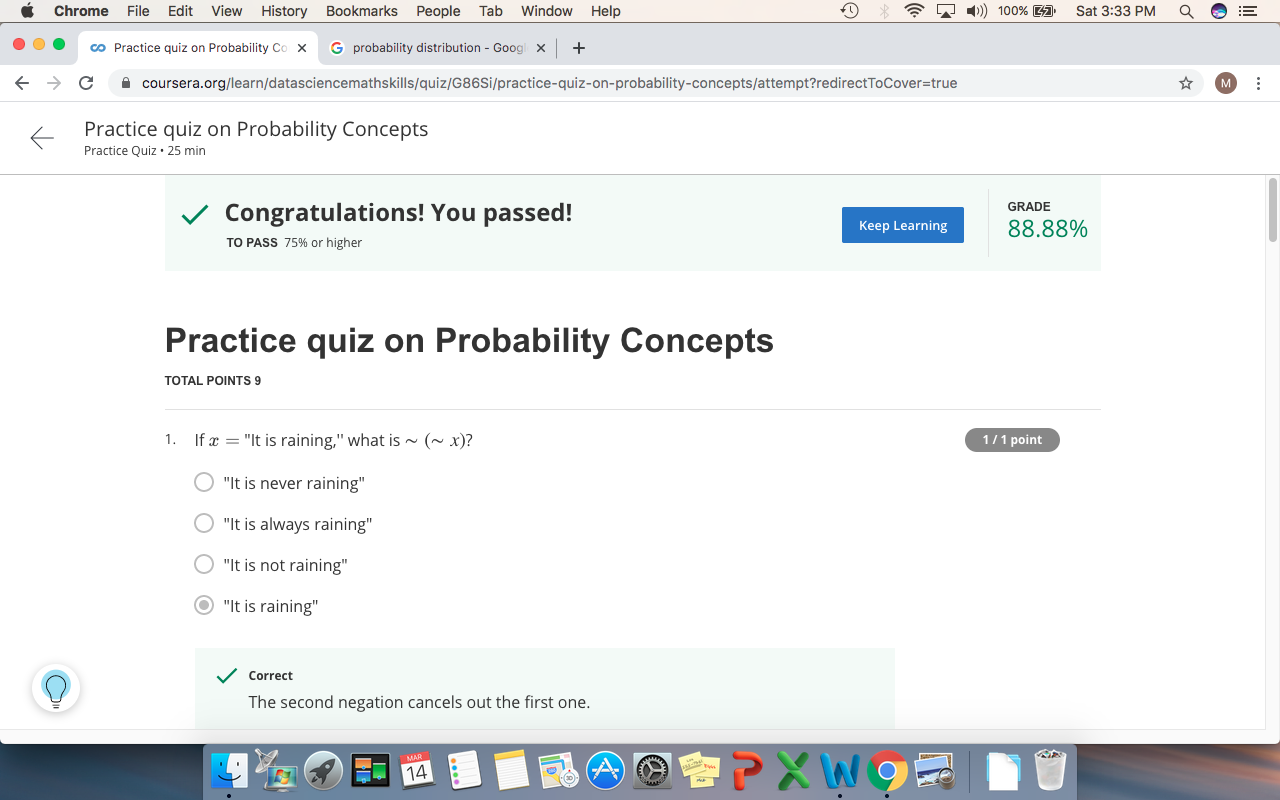 Chrome File Edit View History Bookmarks People Tab Window Help 100% Sat 3:33 PM
Practice quiz on Probability Co probability distribution - Goog
coursera.org/learn/datasciencemathskills/quiz/G86Si/practice-quiz-on-probability-concepts/attempt?redirectToCover=true M
Practice quiz on Probability Concepts
Practice Quiz • 25 min
Congratulations! You passed!
TO PASS 75% or higher
Keep Learning
GRADE
88.88%
Practice quiz on Probability Concepts
TOTAL POINTS 9
1. If x = "It is raining,'' what is ∼ (∼ x)? 1 / 1 point
"It is never raining"
"It is always raining"
"It is not raining"
"It is raining"
Correct
The second negation cancels out the first one.
MAR
14